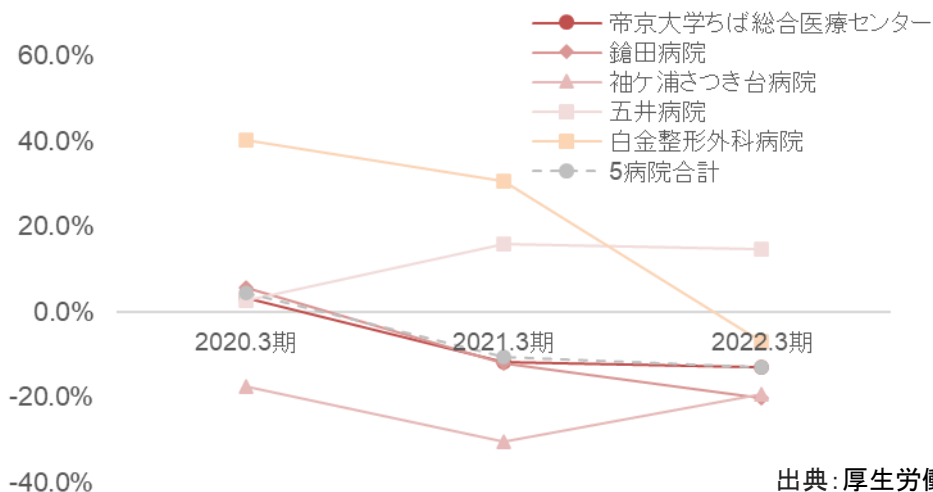 帝京大学ちば総合医療センター
鎗田病院
袖ケ浦さつき台病院
五井病院
白金整形外科病院
5病院合計
60.0%
40.0%
20.0%
0.0%
-20.0%
-40.0%
2020.3期 2021.3期 2022.3期
出典:厚生労働